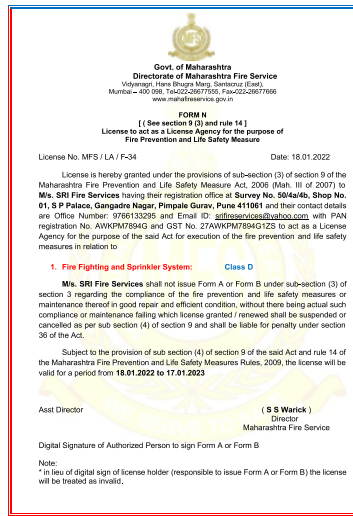 Govt. of Maharashtra
Directorate of Maharashtra Fire Service
Vidyanagri, Hans Bhugra Marg, Santacruz (East),
Mumbai – 400 098, Tel-022-26677555, Fax-022-26677666
www.mahafireservice.gov.in
FORM N
[ ( See section 9 (3) and rule 14 ]
License to act as a License Agency for the purpose of
Fire Prevention and Life Safety Measure
License No. MFS / LA / F-34 Date: 18.01.2022
License is hereby granted under the provisions of sub-section (3) of section 9 of the
Maharashtra Fire Prevention and Life Safety Measure Act, 2006 (Mah. III of 2007) to
M/s. SRI Fire Services having their registration office at Survey No. 50/4a/4b, Shop No.
01, S P Palace, Gangadre Nagar, Pimpale Gurav, Pune 411061 and their contact details
are Office Number: 9766133295 and Email ID: srifireservices@yahoo.com with PAN
registration No. AWKPM7894G and GST No. 27AWKPM7894G1ZS to act as a License
Agency for the purpose of the said Act for execution of the fire prevention and life safety
measures in relation to
1. Fire Fighting and Sprinkler System: Class D
M/s. SRI Fire Services shall not issue Form A or Form B under sub-section (3) of
section 3 regarding the compliance of the fire prevention and life safety measures or
maintenance thereof in good repair and efficient condition, without there being actually such
compliance or maintenance failing which license granted / renewed shall be suspended or
cancelled as per sub section (4) of section 9 and shall be liable for penalty under section
36 of the Act.
Subject to the provision of sub section (4) of section 9 of the said Act and rule 14 of
the Maharashtra Fire Prevention and Life Safety Measures Rules, 2009, the license will be
valid for a period from 18.01.2022 to 17.01.2023
Asst Director ( S S Warick )
Director
Maharashtra Fire Service
Digital Signature of Authorized Person to sign Form A or Form B
Note:
* in lieu of digital sign of license holder (responsible to issue Form A or Form B) the license
will be treated as invalid.